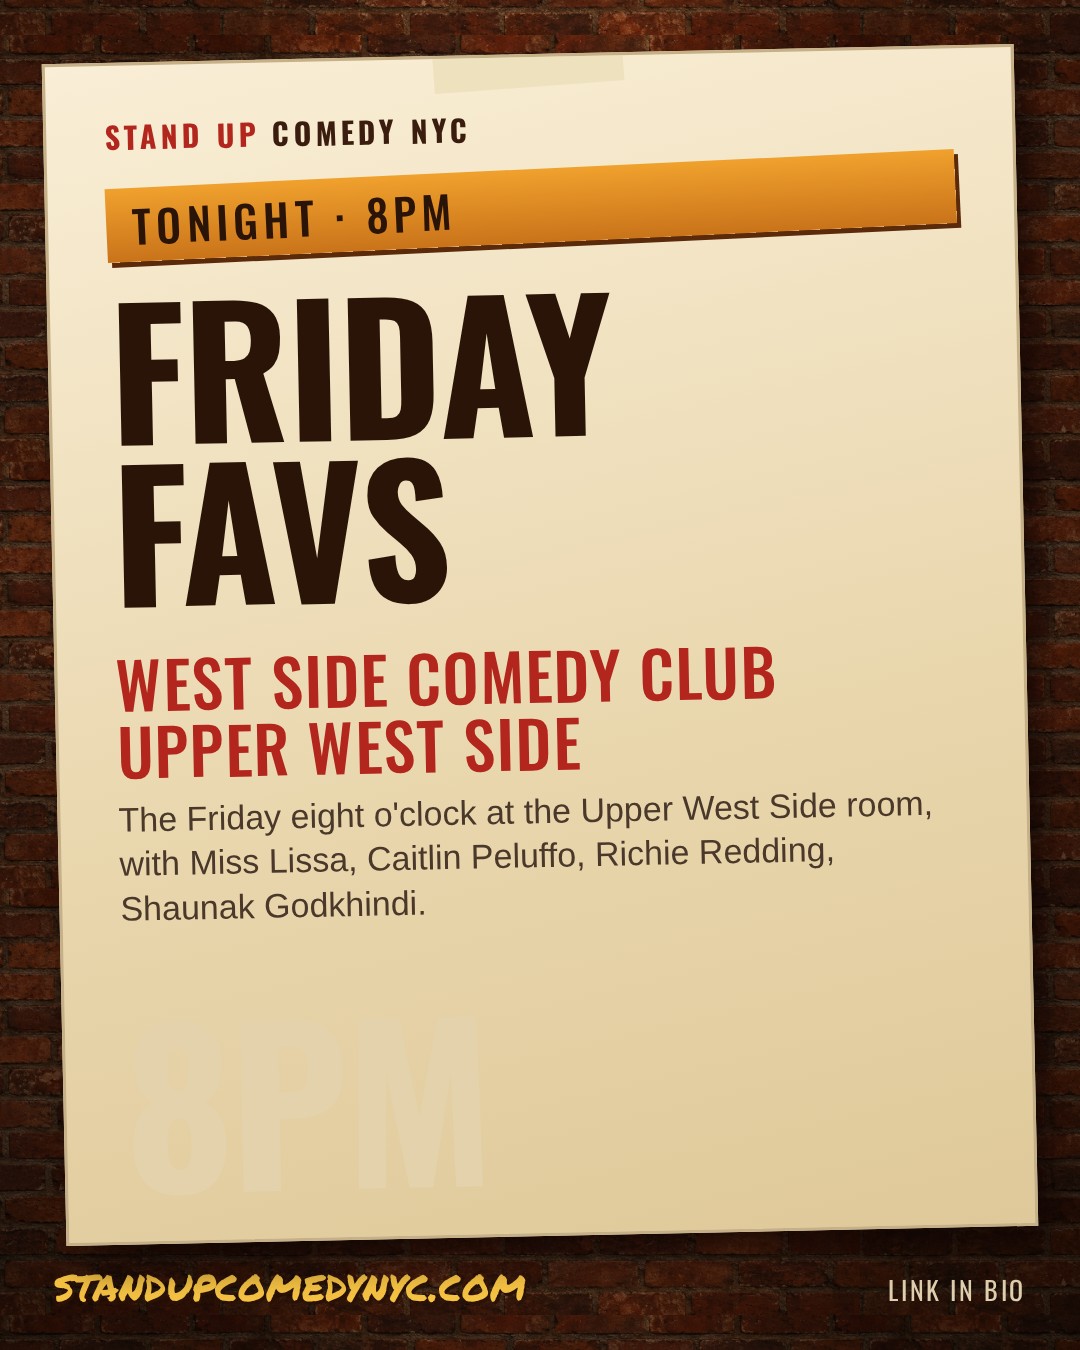 STAND UP COMEDY NYC
TONIGHT · 8PM
FRIDAY
FAVS
WEST SIDE COMEDY CLUB
UPPER WEST SIDE
The Friday eight o'clock at the Upper West Side room,
with Miss Lissa, Caitlin Peluffo, Richie Redding,
Shaunak Godkhindi.
8PM
STANDUPCOMEDYNYC.COM
LINK IN BIO